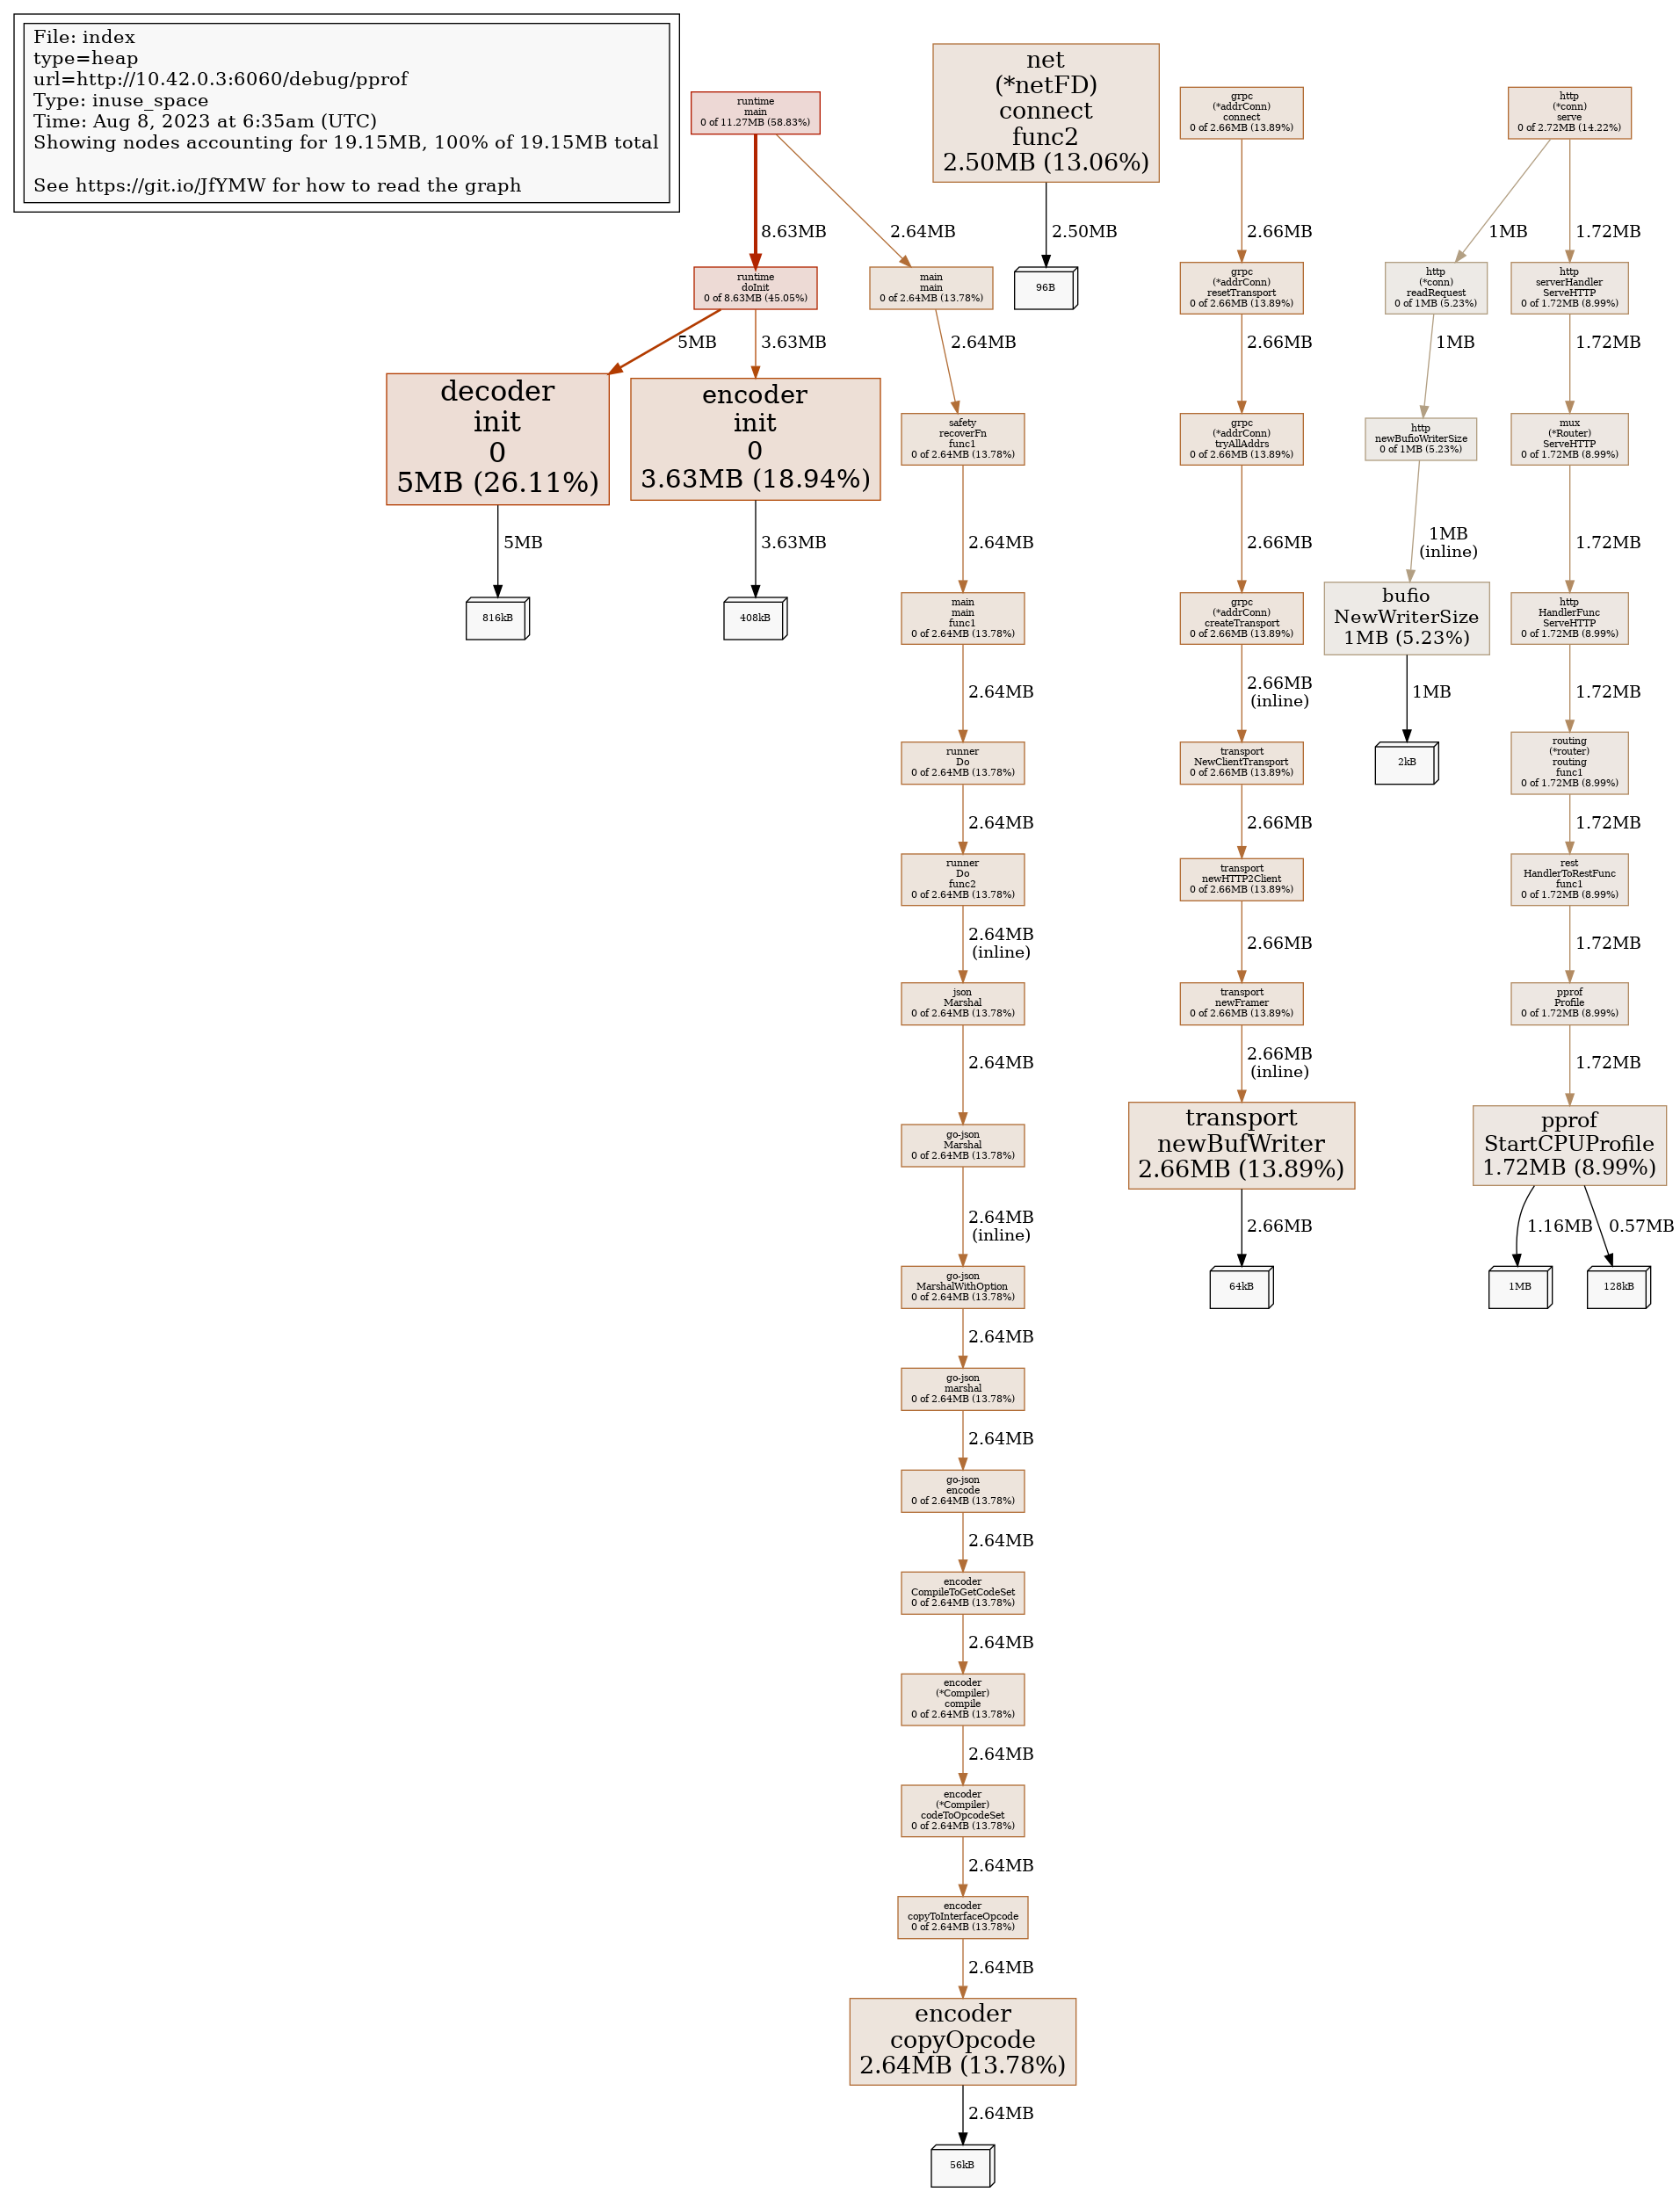 File: index
type=heap
url=http://10.42.0.3:6060/debug/pprof
Type: inuse_space
Time: Aug 8, 2023 at 6:35am (UTC)
Showing nodes accounting for 19.15MB, 100% of 19.15MB total
See https://git.io/JfYMW for how to read the graph
runtime
main
0 of 11.27MB (58.83%)
8.63MB
2.64MB
runtime
doInit
0 of 8.63MB (45.05%)
5MB
3.63MB
decoder
init
0
5MB (26.11%)
5MB
816kB
encoder
init
0
3.63MB (18.94%)
3.63MB
408kB
main
main
0 of 2.64MB (13.78%)
2.64MB
safety
recoverFn
func1
0 of 2.64MB (13.78%)
2.64MB
main
main
func1
0 of 2.64MB (13.78%)
2.64MB
runner
Do
0 of 2.64MB (13.78%)
2.64MB
runner
Do
func2
0 of 2.64MB (13.78%)
2.64MB
(inline)
json
Marshal
0 of 2.64MB (13.78%)
2.64MB
go-json
Marshal
0 of 2.64MB (13.78%)
2.64MB
(inline)
go-json
MarshalWithOption
0 of 2.64MB (13.78%)
2.64MB
go-json
marshal
0 of 2.64MB (13.78%)
2.64MB
go-json
encode
0 of 2.64MB (13.78%)
2.64MB
encoder
CompileToGetCodeSet
0 of 2.64MB (13.78%)
2.64MB
encoder
(*Compiler)
compile
0 of 2.64MB (13.78%)
2.64MB
encoder
(*Compiler)
codeToOpcodeSet
0 of 2.64MB (13.78%)
2.64MB
encoder
copyToInterfaceOpcode
0 of 2.64MB (13.78%)
2.64MB
encoder
copyOpcode
2.64MB (13.78%)
2.64MB
56kB
net
(*netFD)
connect
func2
2.50MB (13.06%)
2.50MB
96B
grpc
(*addrConn)
connect
0 of 2.66MB (13.89%)
2.66MB
grpc
(*addrConn)
resetTransport
0 of 2.66MB (13.89%)
2.66MB
grpc
(*addrConn)
tryAllAddrs
0 of 2.66MB (13.89%)
2.66MB
grpc
(*addrConn)
createTransport
0 of 2.66MB (13.89%)
2.66MB
(inline)
transport
NewClientTransport
0 of 2.66MB (13.89%)
2.66MB
transport
newHTTP2Client
0 of 2.66MB (13.89%)
2.66MB
transport
newFramer
0 of 2.66MB (13.89%)
2.66MB
(inline)
transport
newBufWriter
2.66MB (13.89%)
2.66MB
64kB
http
(*conn)
serve
0 of 2.72MB (14.22%)
1MB
1.72MB
http
(*conn)
readRequest
0 of 1MB (5.23%)
1MB
http
newBufioWriterSize
0 of 1MB (5.23%)
1MB
(inline)
bufio
NewWriterSize
1MB (5.23%)
1MB
2kB
http
serverHandler
ServeHTTP
0 of 1.72MB (8.99%)
1.72MB
mux
(*Router)
ServeHTTP
0 of 1.72MB (8.99%)
1.72MB
http
HandlerFunc
ServeHTTP
0 of 1.72MB (8.99%)
1.72MB
routing
(*router)
routing
func1
0 of 1.72MB (8.99%)
1.72MB
rest
HandlerToRestFunc
func1
0 of 1.72MB (8.99%)
1.72MB
pprof
Profile
0 of 1.72MB (8.99%)
1.72MB
pprof
StartCPUProfile
1.72MB (8.99%)
1.16MB
0.57MB
1MB
128kB